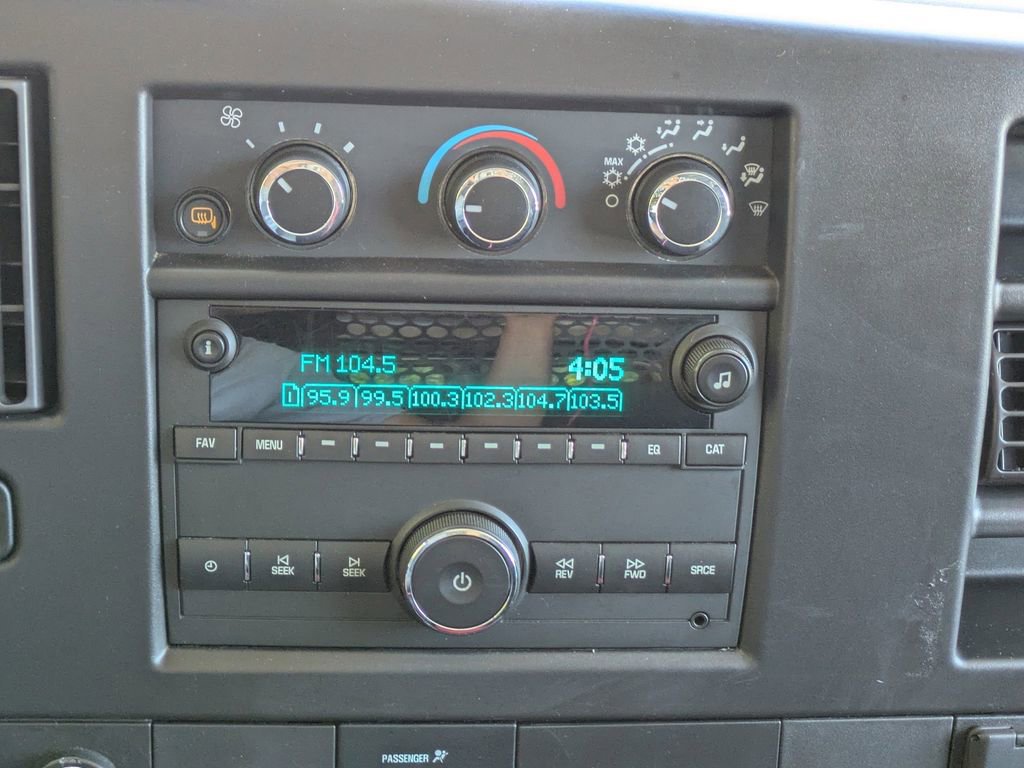 MAX
i
FM 104.5 4:05
1 95.9 99.5 100.3 102.3 104.7 103.5
FAV MENU EQ CAT
SEEK SEEK REV FWD SRCE
PASSENGER